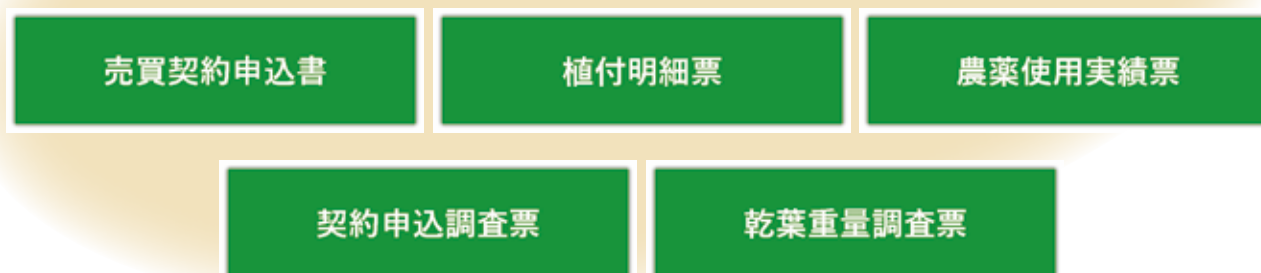 売買契約申込書
植付明細票
農薬使用実績票
契約申込調査票
乾葉重量調査票